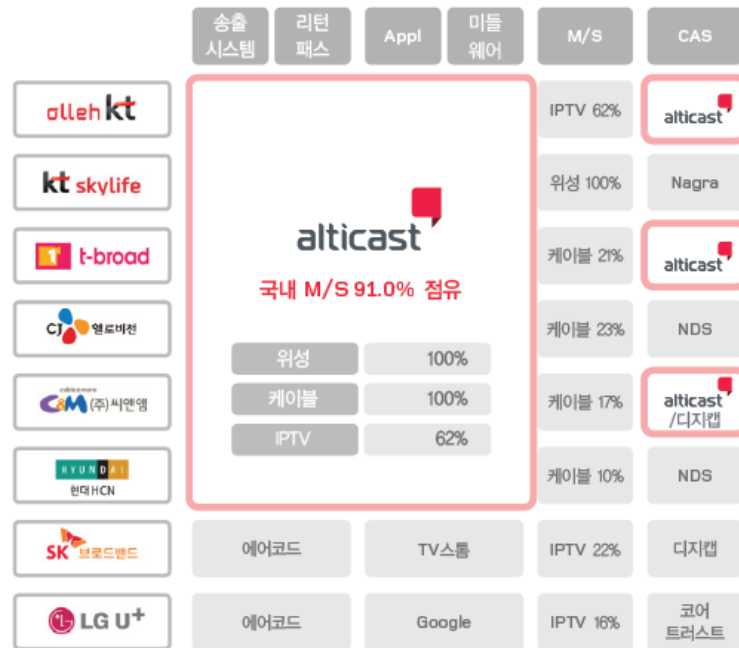 송출
시스템
리턴
패스
Appl
미들
웨어
M/S
CAS
olleh kt
IPTV 62%
alticast
kt skylife
위성 100%
Nagra
alticast
국내 M/S 91.0% 점유
위성 100%
케이블 100%
IPTV 62%
t-broad
케이블 21%
alticast
CJ 헬로비전
케이블 23%
NDS
cable & more
C&M (주)씨앤앰
케이블 17%
alticast
/디지캡
HYUNDAI
현대HCN
케이블 10%
NDS
SK 브로드밴드
에어코드
TV스톰
IPTV 22%
디지캡
LG U+
에어코드
Google
IPTV 16%
코어
트러스트